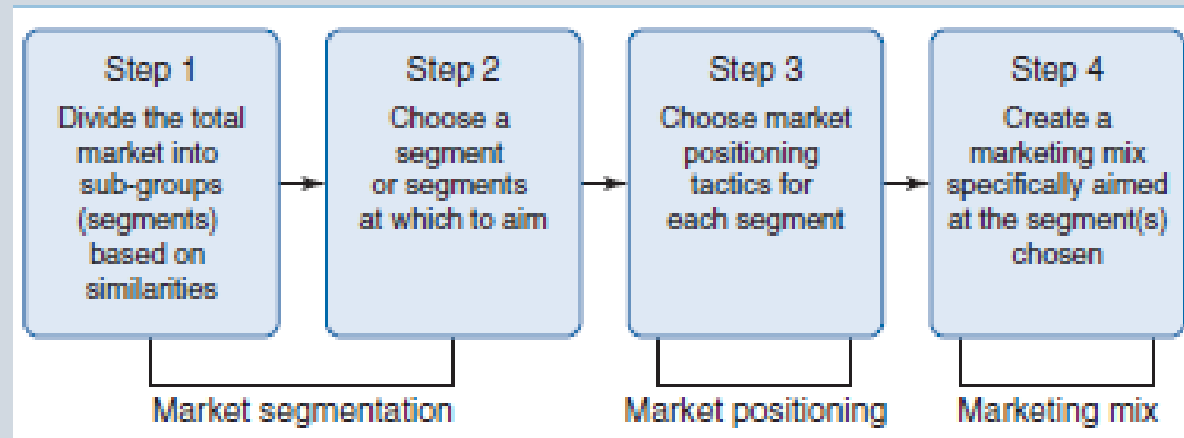 Step 1
Divide the total
market into
sub-groups
(segments)
based on
similarities
Step 2
Choose a
segment
or segments
at which to aim
Step 3
Choose market
positioning
tactics for
each segment
Step 4
Create a
marketing mix
specifically aimed
at the segment(s)
chosen
Market segmentation
Market positioning
Marketing mix